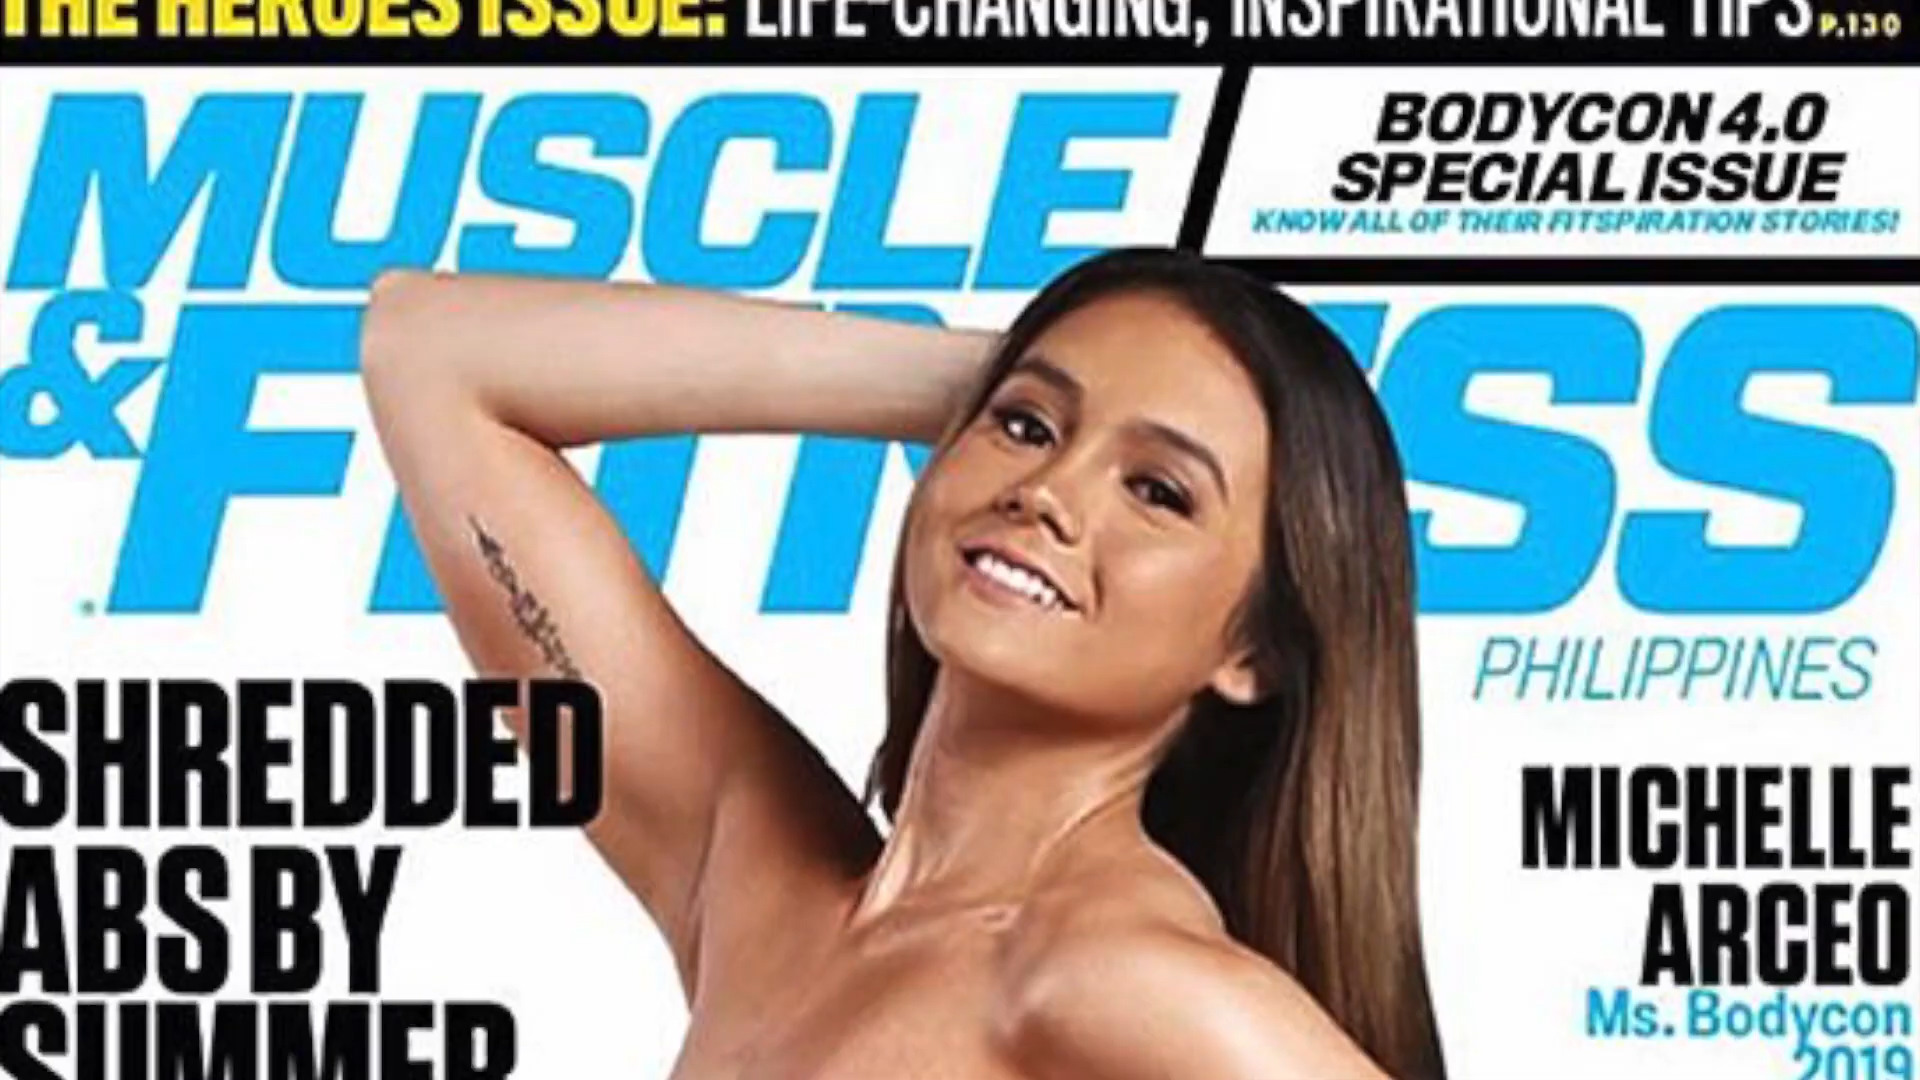 THE HEROES ISSUE: LIFE-CHANGING, INSPIRATIONAL TIPS P.130
MUSCLE
& FITNESS
BODYCON 4.0
SPECIAL ISSUE
KNOW ALL OF THEIR FITSPIRATION STORIES!
PHILIPPINES
SHREDDED
ABS BY
SUMMER
MICHELLE
ARCEO
Ms. Bodycon
2019